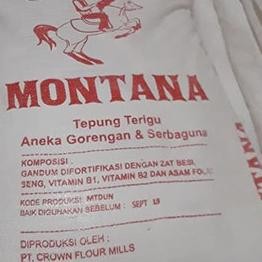 MONTANA
Tepung Terigu
Aneka Gorengan & Serbaguna
KOMPOSISI :
GANDUM DIFORTIFIKASI DENGAN ZAT BESI,
SENG, VITAMIN B1, VITAMIN B2 DAN ASAM FOLAT
KODE PRODUKSI: MTDUN
BAIK DIGUNAKAN SEBELUM : SEPT 19
DIPRODUKSI OLEH :
PT. CROWN FLOUR MILLS
TANA